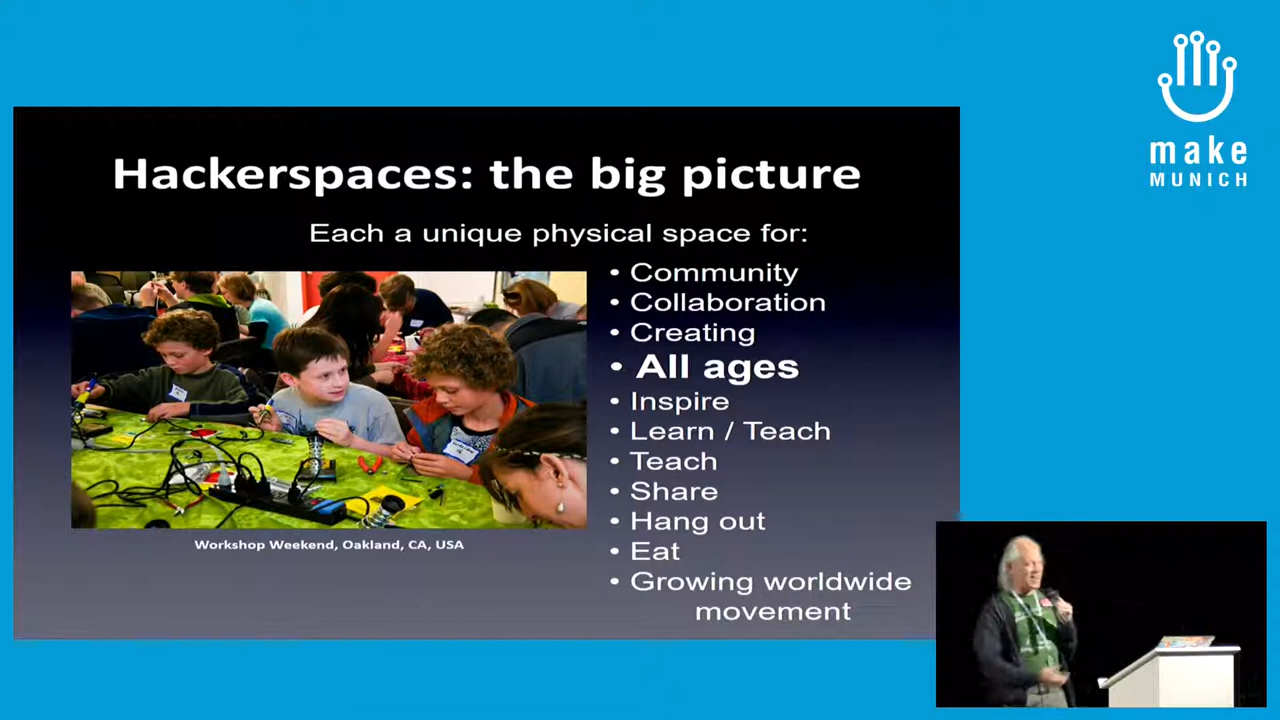 make
MUNICH
Hackerspaces: the big picture
Each a unique physical space for:
• Community
• Collaboration
• Creating
• All ages
• Inspire
• Learn / Teach
• Teach
• Share
• Hang out
• Eat
• Growing worldwide
movement
Workshop Weekend, Oakland, CA, USA